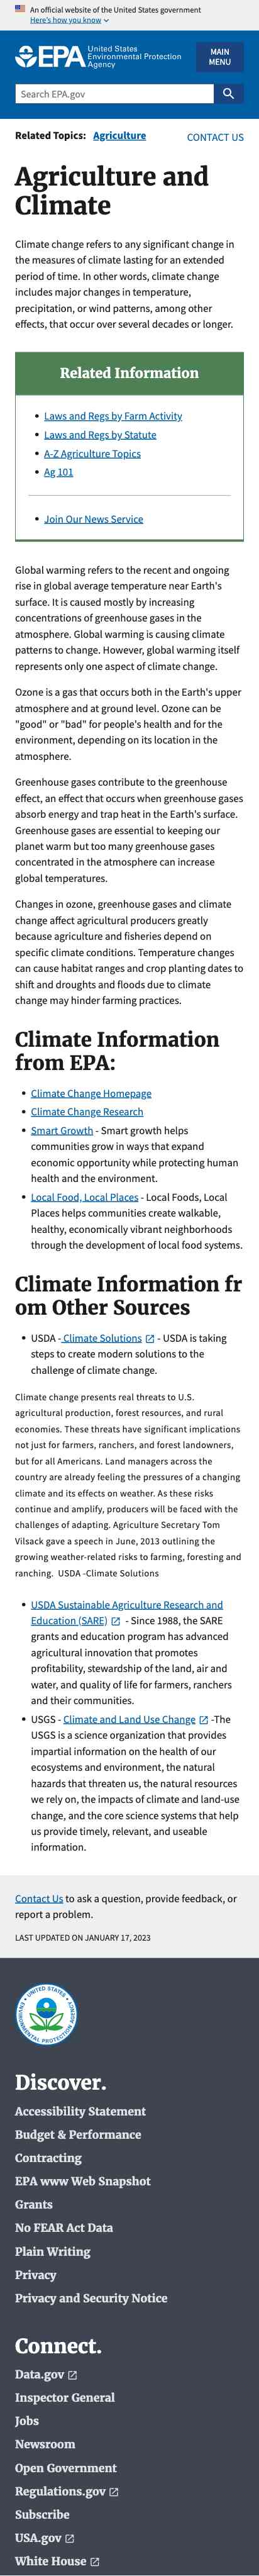 An official website of the United States government
Here's how you know
EPA United States
Environmental Protection
Agency
MAIN
MENU
Search EPA.gov
Related Topics: Agriculture
CONTACT US
Agriculture and
Climate
Climate change refers to any significant change in
the measures of climate lasting for an extended
period of time. In other words, climate change
includes major changes in temperature,
precipitation, or wind patterns, among other
effects, that occur over several decades or longer.
Related Information
Laws and Regs by Farm Activity
Laws and Regs by Statute
A-Z Agriculture Topics
Ag 101
Join Our News Service
Global warming refers to the recent and ongoing
rise in global average temperature near Earth's
surface. It is caused mostly by increasing
concentrations of greenhouse gases in the
atmosphere. Global warming is causing climate
patterns to change. However, global warming itself
represents only one aspect of climate change.
Ozone is a gas that occurs both in the Earth's upper
atmosphere and at ground level. Ozone can be
"good" or "bad" for people's health and for the
environment, depending on its location in the
atmosphere.
Greenhouse gases contribute to the greenhouse
effect, an effect that occurs when greenhouse gases
absorb energy and trap heat in the Earth's surface.
Greenhouse gases are essential to keeping our
planet warm but too many greenhouse gases
concentrated in the atmosphere can increase
global temperatures.
Changes in ozone, greenhouse gases and climate
change affect agricultural producers greatly
because agriculture and fisheries depend on
specific climate conditions. Temperature changes
can cause habitat ranges and crop planting dates to
shift and droughts and floods due to climate
change may hinder farming practices.
Climate Information
from EPA:
Climate Change Homepage
Climate Change Research
Smart Growth - Smart growth helps
communities grow in ways that expand
economic opportunity while protecting human
health and the environment.
Local Food, Local Places - Local Foods, Local
Places helps communities create walkable,
healthy, economically vibrant neighborhoods
through the development of local food systems.
Climate Information fr
om Other Sources
USDA - Climate Solutions - USDA is taking
steps to create modern solutions to the
challenge of climate change.
Climate change presents real threats to U.S.
agricultural production, forest resources, and rural
economies. These threats have significant implications
not just for farmers, ranchers, and forest landowners,
but for all Americans. Land managers across the
country are already feeling the pressures of a changing
climate and its effects on weather. As these risks
continue and amplify, producers will be faced with the
challenges of adapting. Agriculture Secretary Tom
Vilsack gave a speech in June, 2013 outlining the
growing weather-related risks to farming, foresting and
ranching. USDA -Climate Solutions
USDA Sustainable Agriculture Research and
Education (SARE) - Since 1988, the SARE
grants and education program has advanced
agricultural innovation that promotes
profitability, stewardship of the land, air and
water, and quality of life for farmers, ranchers
and their communities.
USGS - Climate and Land Use Change -The
USGS is a science organization that provides
impartial information on the health of our
ecosystems and environment, the natural
hazards that threaten us, the natural resources
we rely on, the impacts of climate and land-use
change, and the core science systems that help
us provide timely, relevant, and useable
information.
Contact Us to ask a question, provide feedback, or
report a problem.
LAST UPDATED ON JANUARY 17, 2023
UNITED STATES
ENVIRONMENTAL PROTECTION AGENCY
Discover.
Accessibility Statement
Budget & Performance
Contracting
EPA www Web Snapshot
Grants
No FEAR Act Data
Plain Writing
Privacy
Privacy and Security Notice
Connect.
Data.gov
Inspector General
Jobs
Newsroom
Open Government
Regulations.gov
Subscribe
USA.gov
White House